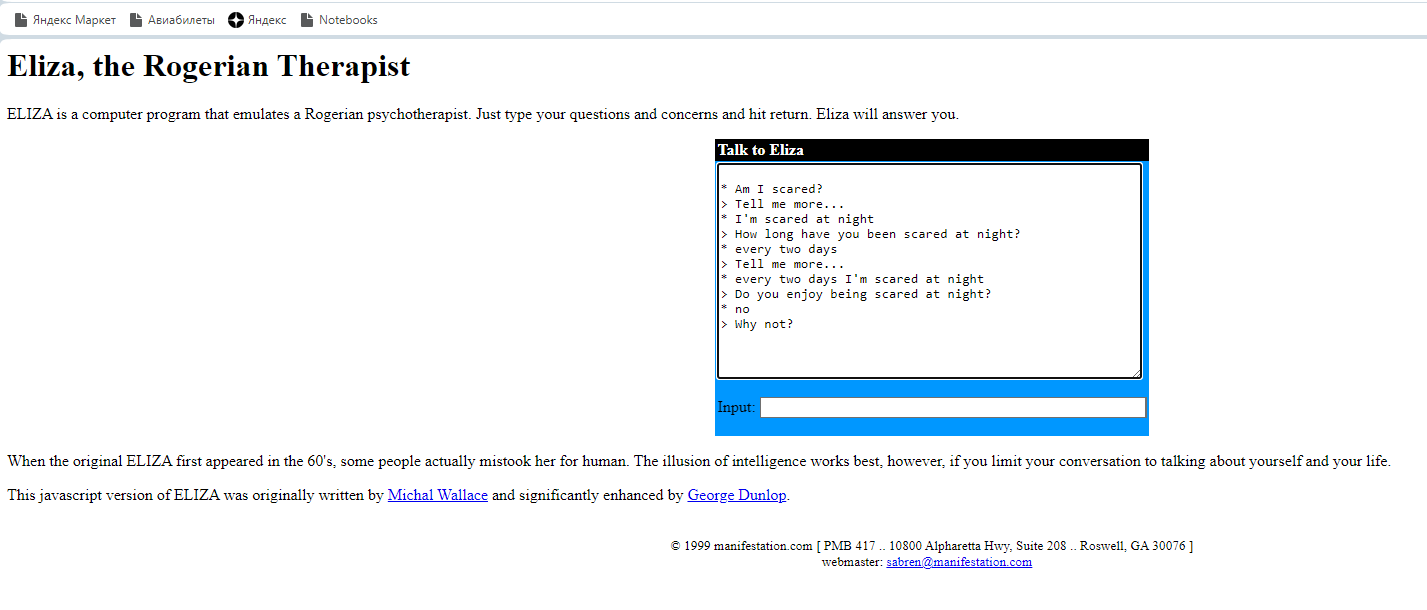 Яндекс Маркет Авиабилеты Яндекс Notebooks
Eliza, the Rogerian Therapist
ELIZA is a computer program that emulates a Rogerian psychotherapist. Just type your questions and concerns and hit return. Eliza will answer you.
Talk to Eliza
* Am I scared?
> Tell me more...
* I'm scared at night
> How long have you been scared at night?
* every two days
> Tell me more...
* every two days I'm scared at night
> Do you enjoy being scared at night?
* no
> Why not?
Input:
When the original ELIZA first appeared in the 60's, some people actually mistook her for human. The illusion of intelligence works best, however, if you limit your conversation to talking about yourself and your life.
This javascript version of ELIZA was originally written by Michal Wallace and significantly enhanced by George Dunlop.
© 1999 manifestation.com [ PMB 417 .. 10800 Alpharetta Hwy, Suite 208 .. Roswell, GA 30076 ]
webmaster: sabren@manifestation.com